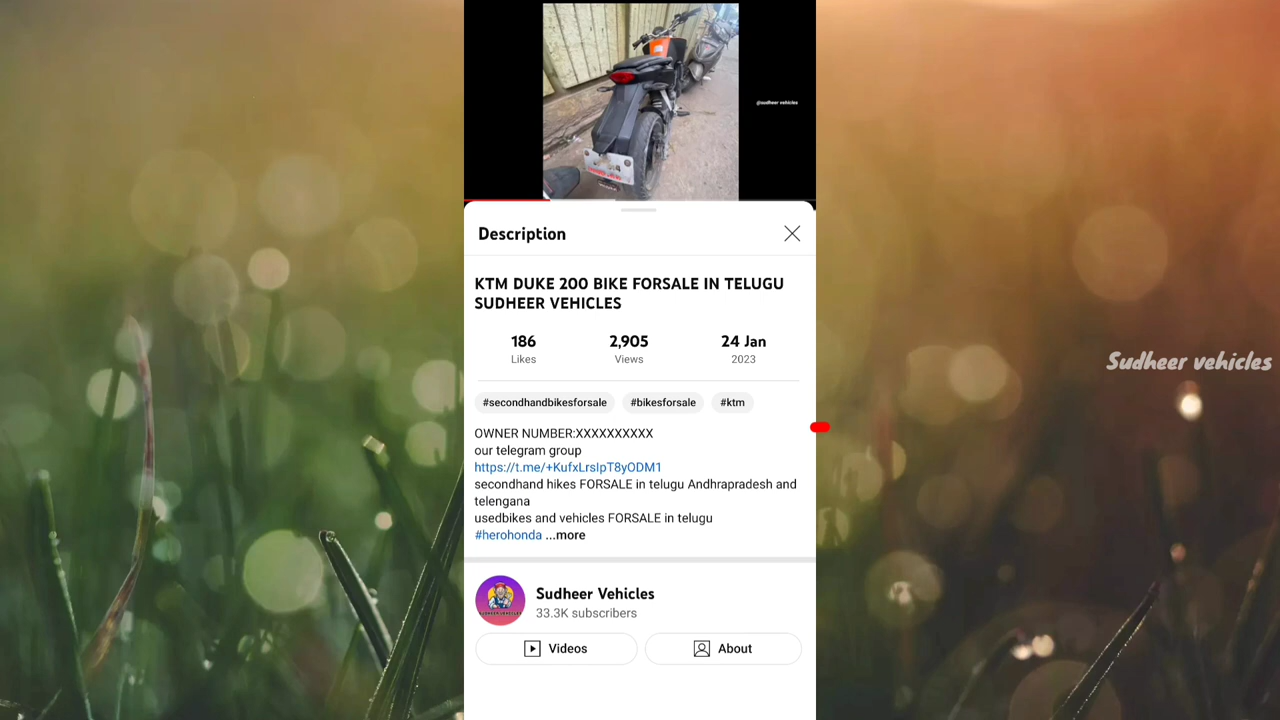 @sudheer vehicles
Description
KTM DUKE 200 BIKE FORSALE IN TELUGU
SUDHEER VEHICLES
186
2,905
24 Jan
Likes
Views
2023
#secondhandbikesforsale
#bikesforsale
#ktm
OWNER NUMBER:XXXXXXXXXX
our telegram group
https://t.me/+KufxLrsIpT8yODM1
secondhand hikes FORSALE in telugu Andhrapradesh and
telengana
usedbikes and vehicles FORSALE in telugu
#herohonda ...more
Sudheer Vehicles
33.3K subscribers
Videos
About
Sudheer vehicles